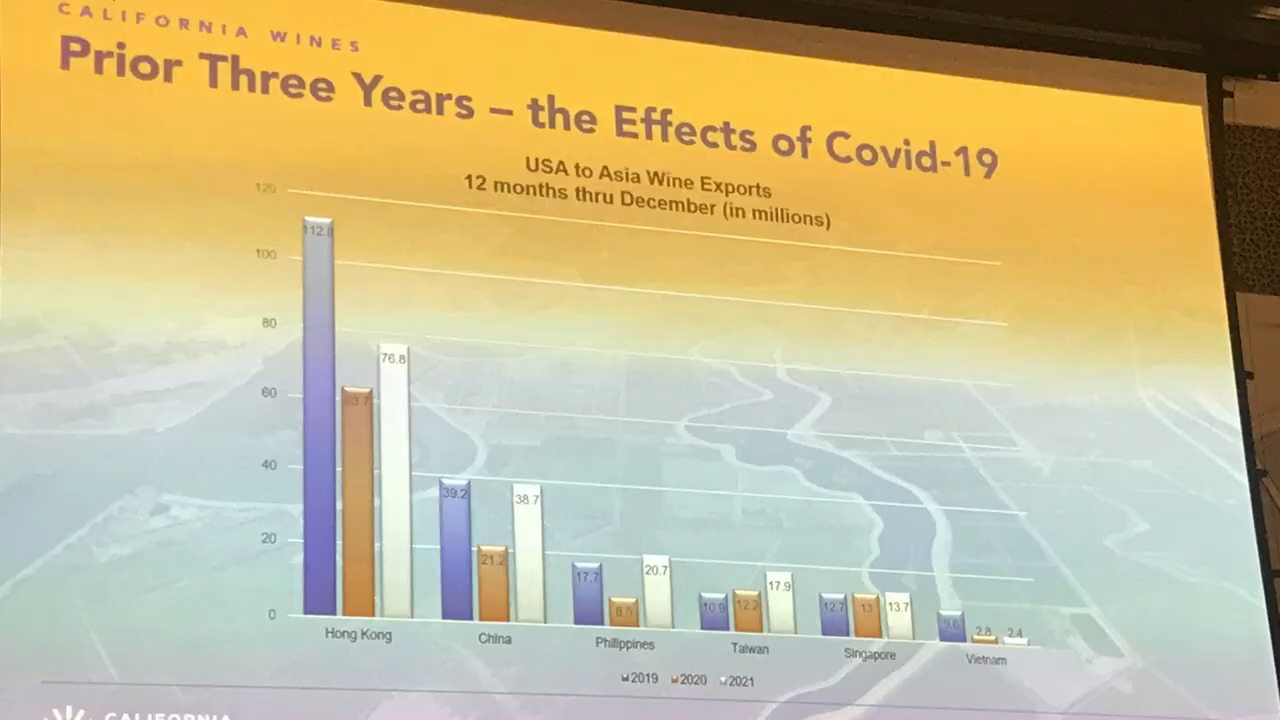 CALIFORNIA WINES
Prior Three Years – the Effects of Covid-19
USA to Asia Wine Exports
12 months thru December (in millions)
120
100
80
60
40
20
0
112.8
76.8
39.2
21.2
38.7
17.7
8.5
20.7
10.9
12.2
17.9
12.7
13
13.7
9.6
2.8
2.4
Hong Kong
China
Philippines
Taiwan
Singapore
Vietnam
2019 2020 2021
CALIFORNIA